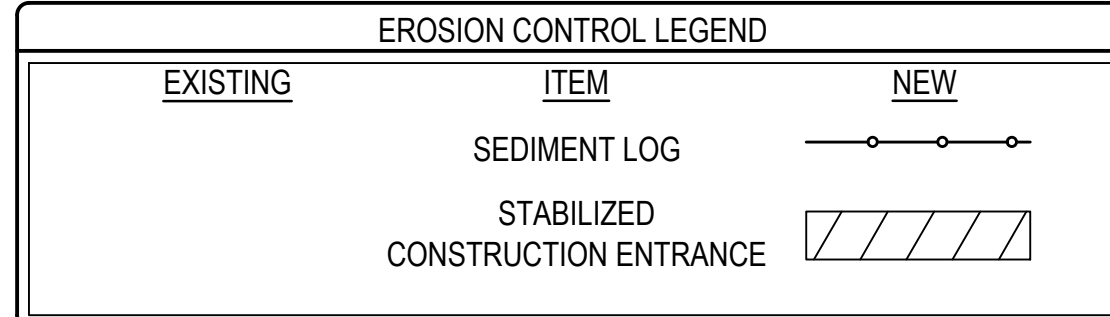 EROSION CONTROL LEGEND
EXISTING ITEM NEW
SEDIMENT LOG
STABILIZED
CONSTRUCTION ENTRANCE